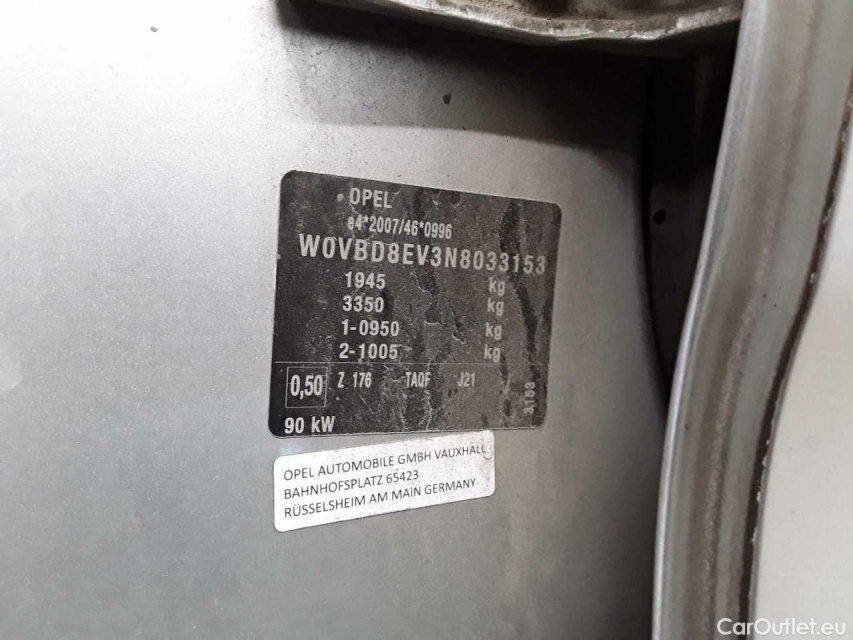 OPEL
e4*2007/46*0996
W0VBD8EV3N8033153
1945 kg
3350 kg
1-0950 kg
2-1005 kg
0,50 Z 176 TAQF J21
3153
90 kW
OPEL AUTOMOBILE GMBH VAUXHALL
BAHNHOFSPLATZ 65423
RÜSSELSHEIM AM MAIN GERMANY
CarOutlet.eu